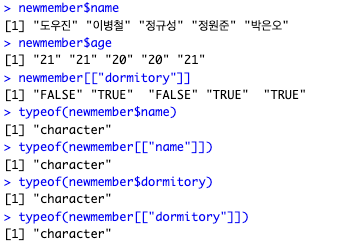 > newmember$name
[1] "도우진" "이병철" "정규성" "정원준" "박은오"
> newmember$age
[1] "21" "21" "20" "20" "21"
> newmember[["dormitory"]]
[1] "FALSE" "TRUE"  "FALSE" "TRUE"  "TRUE"
> typeof(newmember$name)
[1] "character"
> typeof(newmember[["name"]])
[1] "character"
> typeof(newmember$dormitory)
[1] "character"
> typeof(newmember[["dormitory"]])
[1] "character"